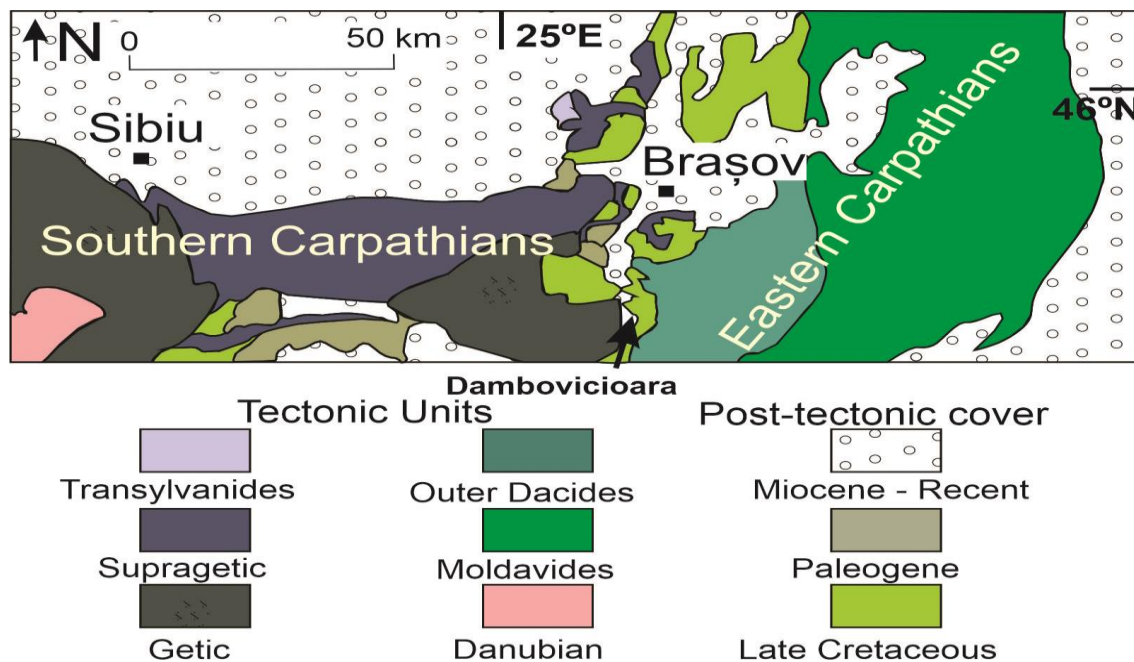 N
0
50 km
25ºE
46ºN
Sibiu
Brașov
Southern Carpathians
Eastern Carpathians
Dambovicioara
Tectonic Units
Post-tectonic cover
Transylvanides
Outer Dacides
Miocene - Recent
Supragetic
Moldavides
Paleogene
Getic
Danubian
Late Cretaceous